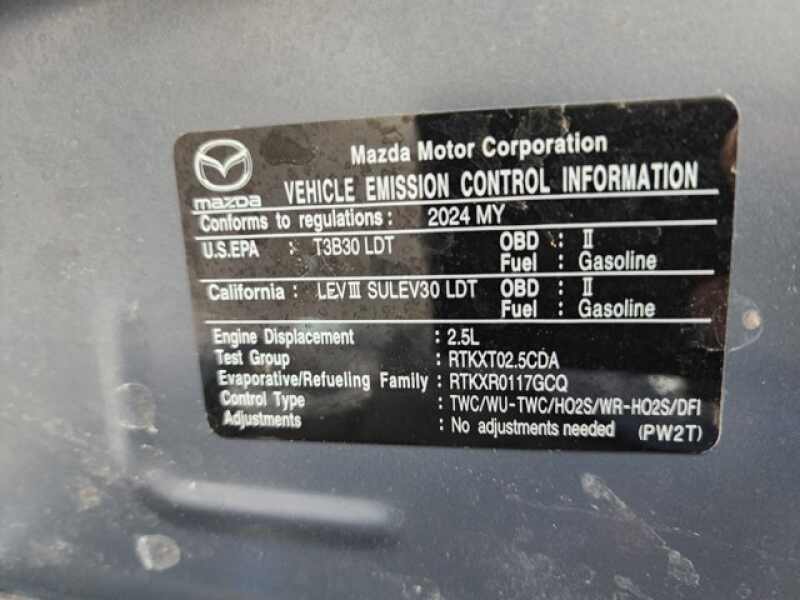 Mazda Motor Corporation
mazda
VEHICLE EMISSION CONTROL INFORMATION
Conforms to regulations : 2024 MY
U.S.EPA : T3B30 LDT OBD : II
Fuel : Gasoline
California : LEV III SULEV30 LDT OBD : II
Fuel : Gasoline
Engine Displacement : 2.5L
Test Group : RTKXT02.5CDA
Evaporative/Refueling Family : RTKXR0117GCQ
Control Type : TWC/WU-TWC/HO2S/WR-HO2S/DFI
Adjustments : No adjustments needed (PW2T)